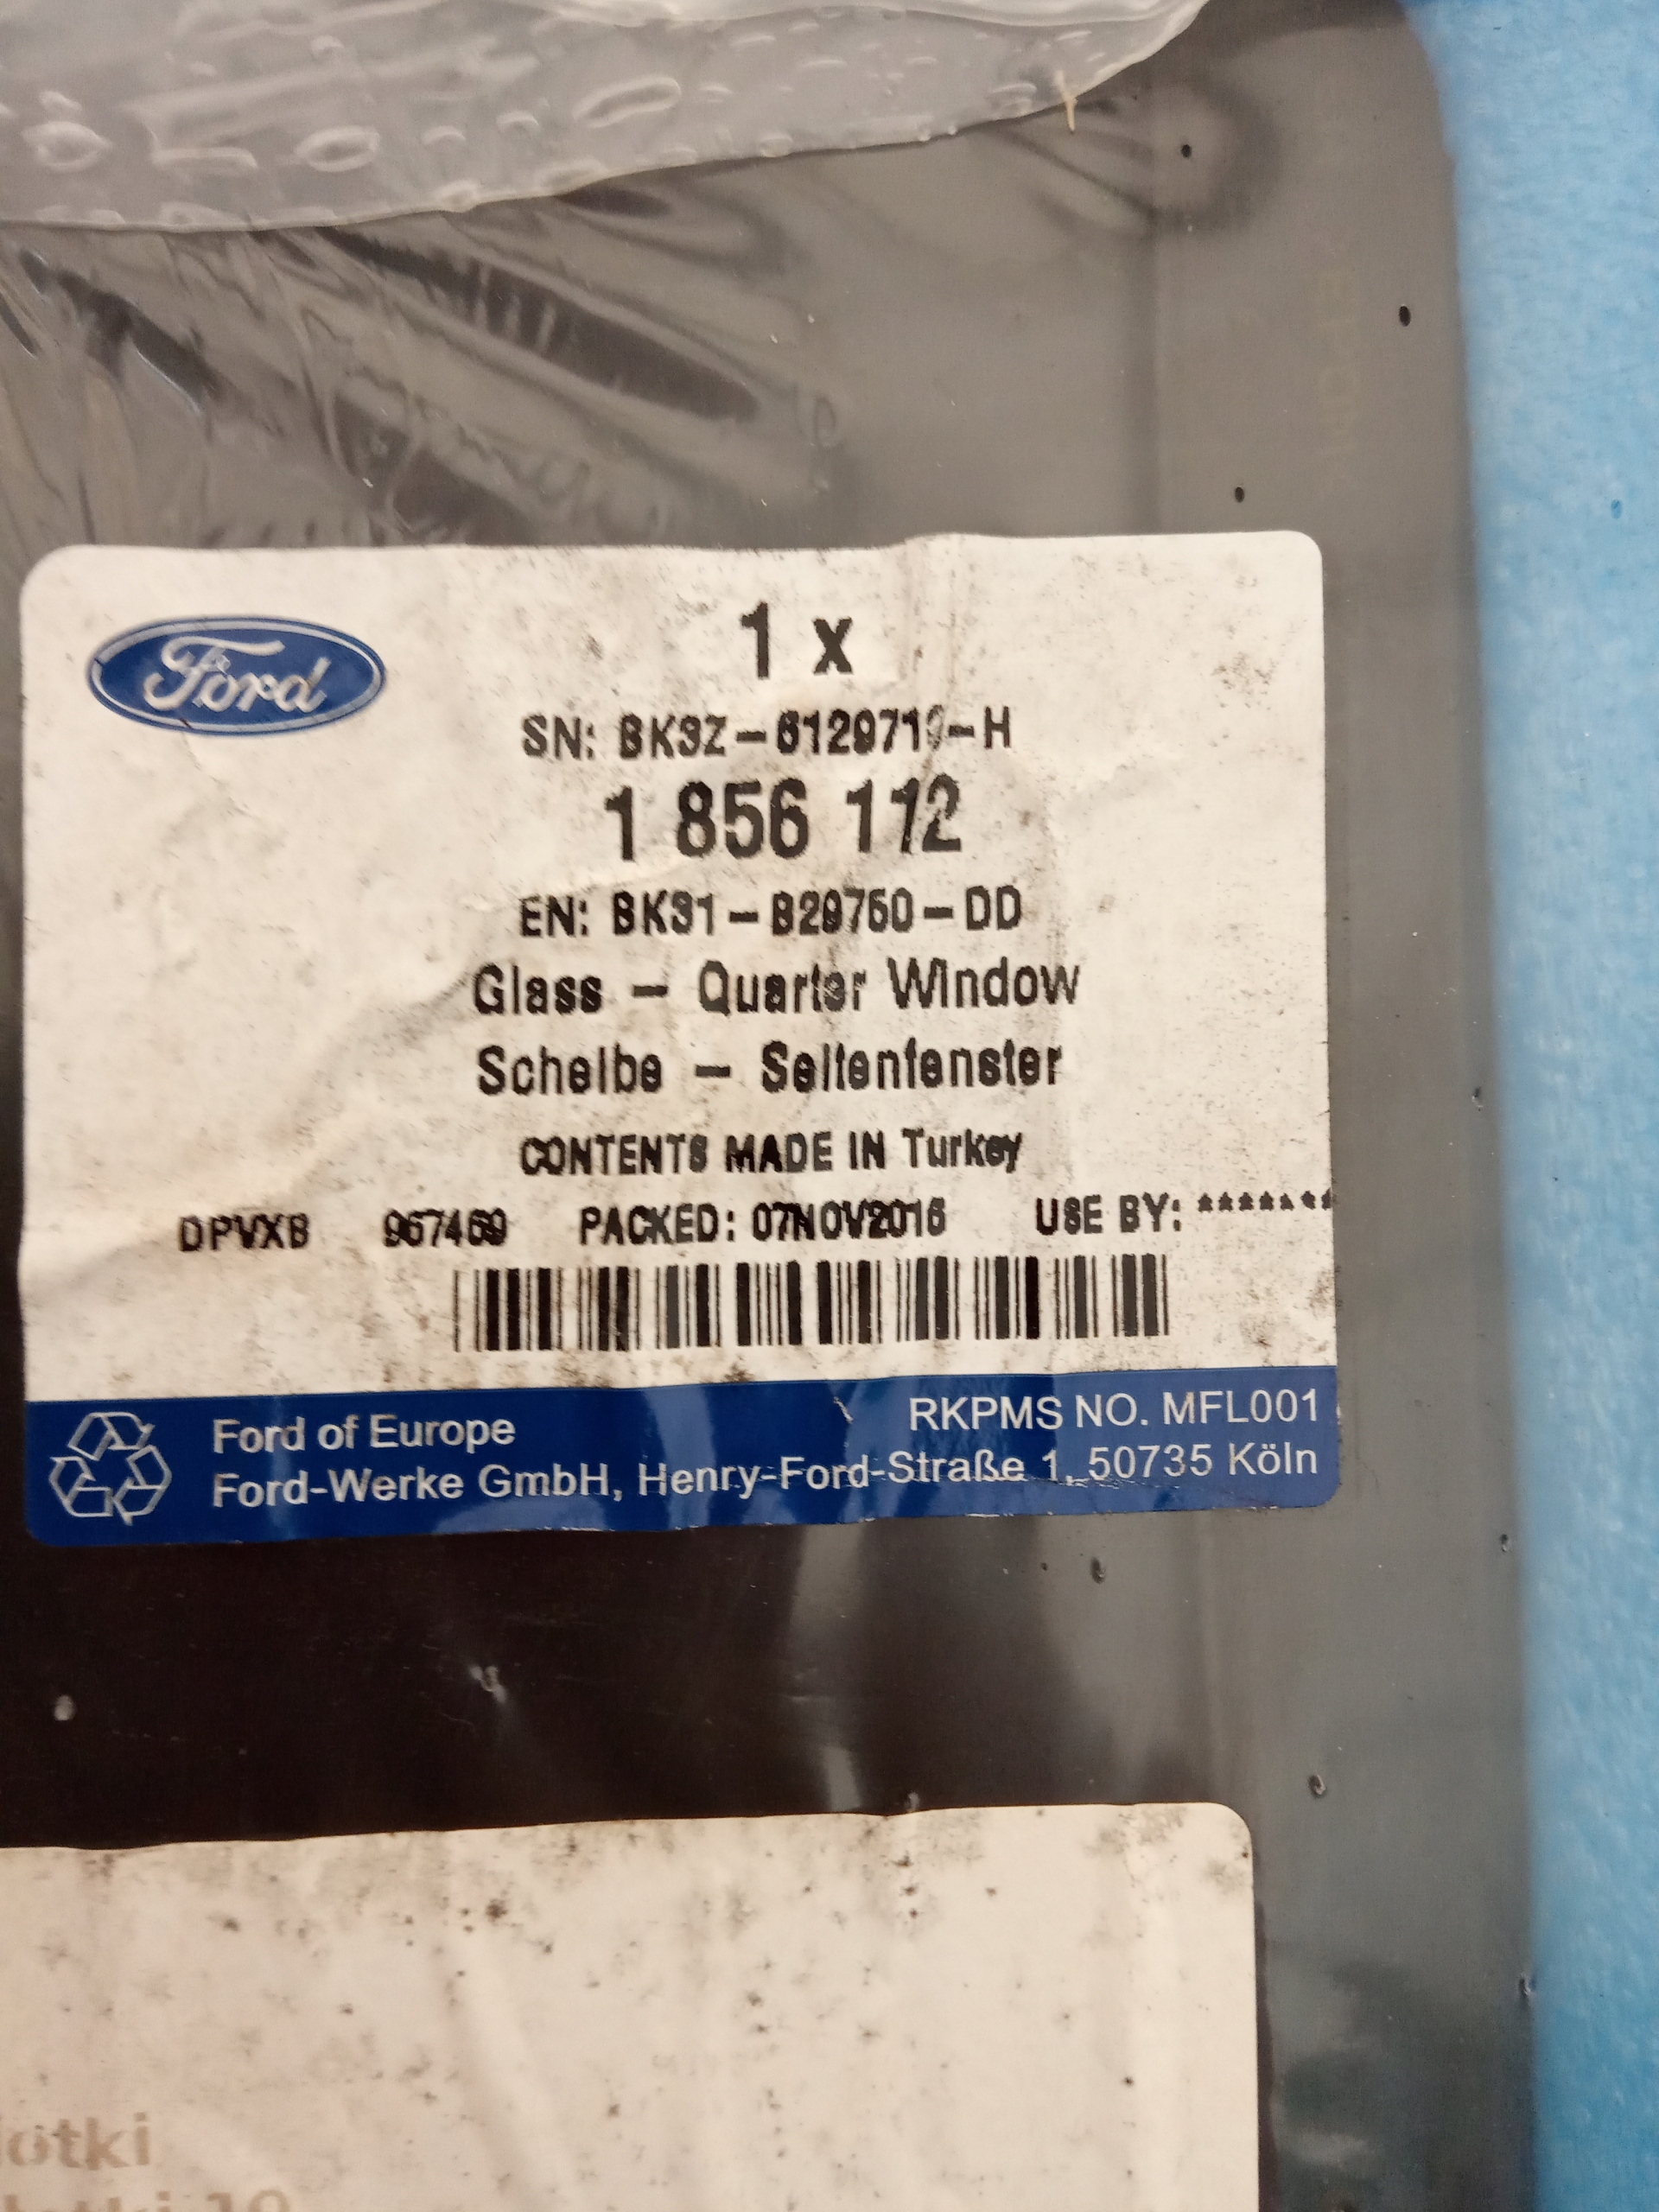 Ford
1 x
SN: BK3Z-6129710-H
1 856 112
EN: BK31-B29750-DD
Glass - Quarter Window
Scheibe - Seitenfenster
CONTENTS MADE IN Turkey
DPVXB 967469 PACKED: 07NOV2016 USE BY: *******
RKPMS NO. MFL001
Ford of Europe
Ford-Werke GmbH, Henry-Ford-Straße 1, 50735 Köln